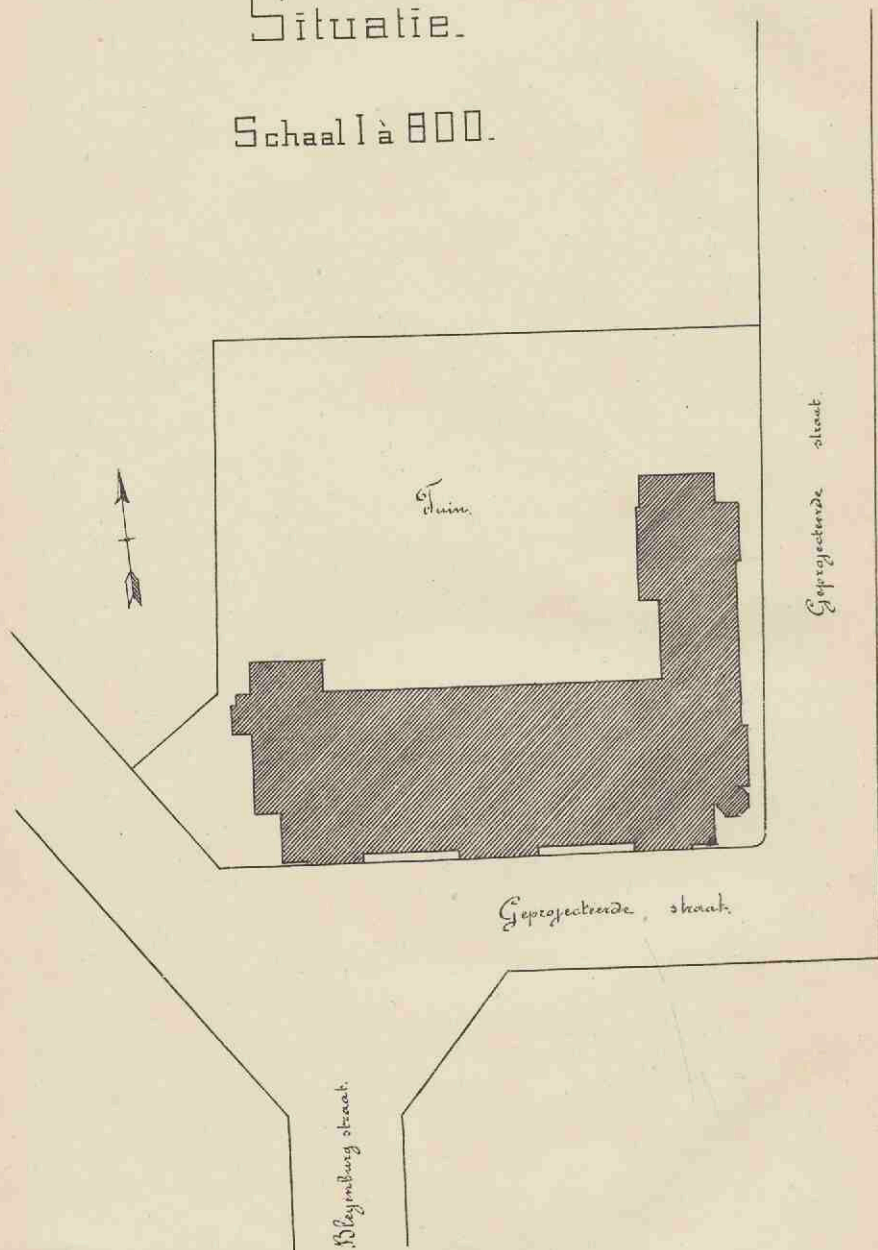 Situatie.
Schaal 1 à 800.
Tuin.
Geprojecteerde straat.
Geprojecteerde straat.
Bleyenburg straat.